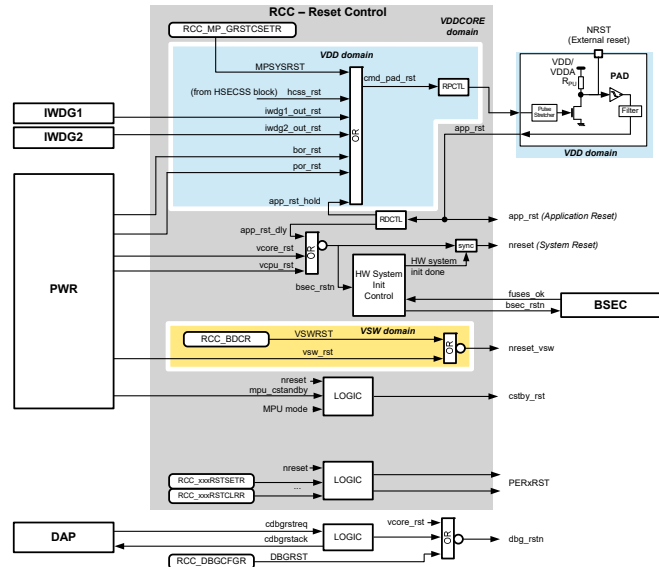 RCC – Reset Control
VDDCORE
domain
RCC_MP_GRSTCSETR
VDD domain
MPSYSRST
(from HSECSS block)
hcss_rst
cmd_pad_rst
RPCTL
IWDG1
iwdg1_out_rst
IWDG2
iwdg2_out_rst
OR
bor_rst
por_rst
app_rst_hold
NRST
(External reset)
VDD/
VDDA
RPU
PAD
Pulse
Stretcher
Filter
app_rst
VDD domain
PWR
RDCTL
app_rst (Application Reset)
app_rst_dly
vcore_rst
vcpu_rst
OR
sync
nreset (System Reset)
bsec_rstn
HW System
Init
Control
HW system
init done
fuses_ok
bsec_rstn
BSEC
VSW domain
RCC_BDCR
VSWRST
vsw_rst
OR
nreset_vsw
nreset
mpu_cstandby
MPU mode
LOGIC
cstby_rst
nreset
RCC_xxxRSTSETR
...
RCC_xxxRSTCLRR
LOGIC
PERxRST
DAP
cdbgrstreq
cdbgrstack
LOGIC
vcore_rst
OR
dbg_rstn
RCC_DBGCFGR
DBGRST